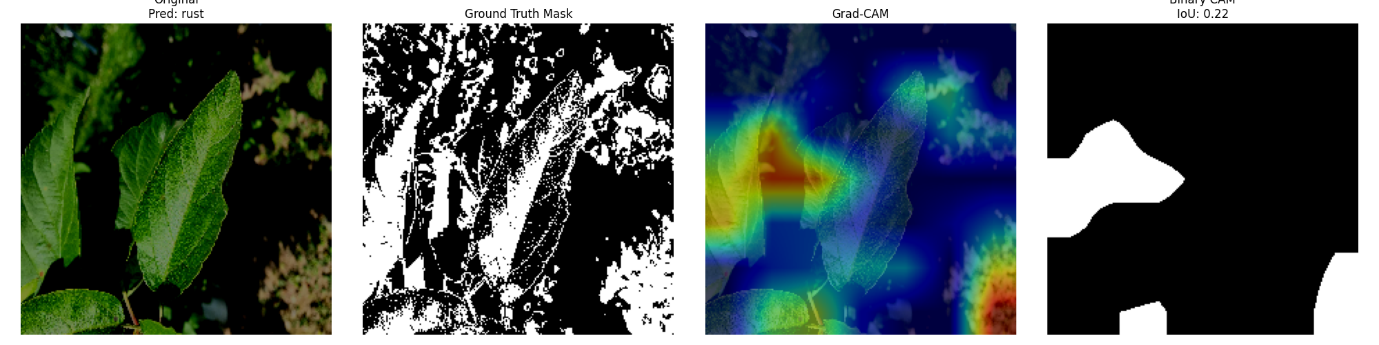 Original
Pred: rust
Ground Truth Mask
Grad-CAM
Binary CAM
IoU: 0.22